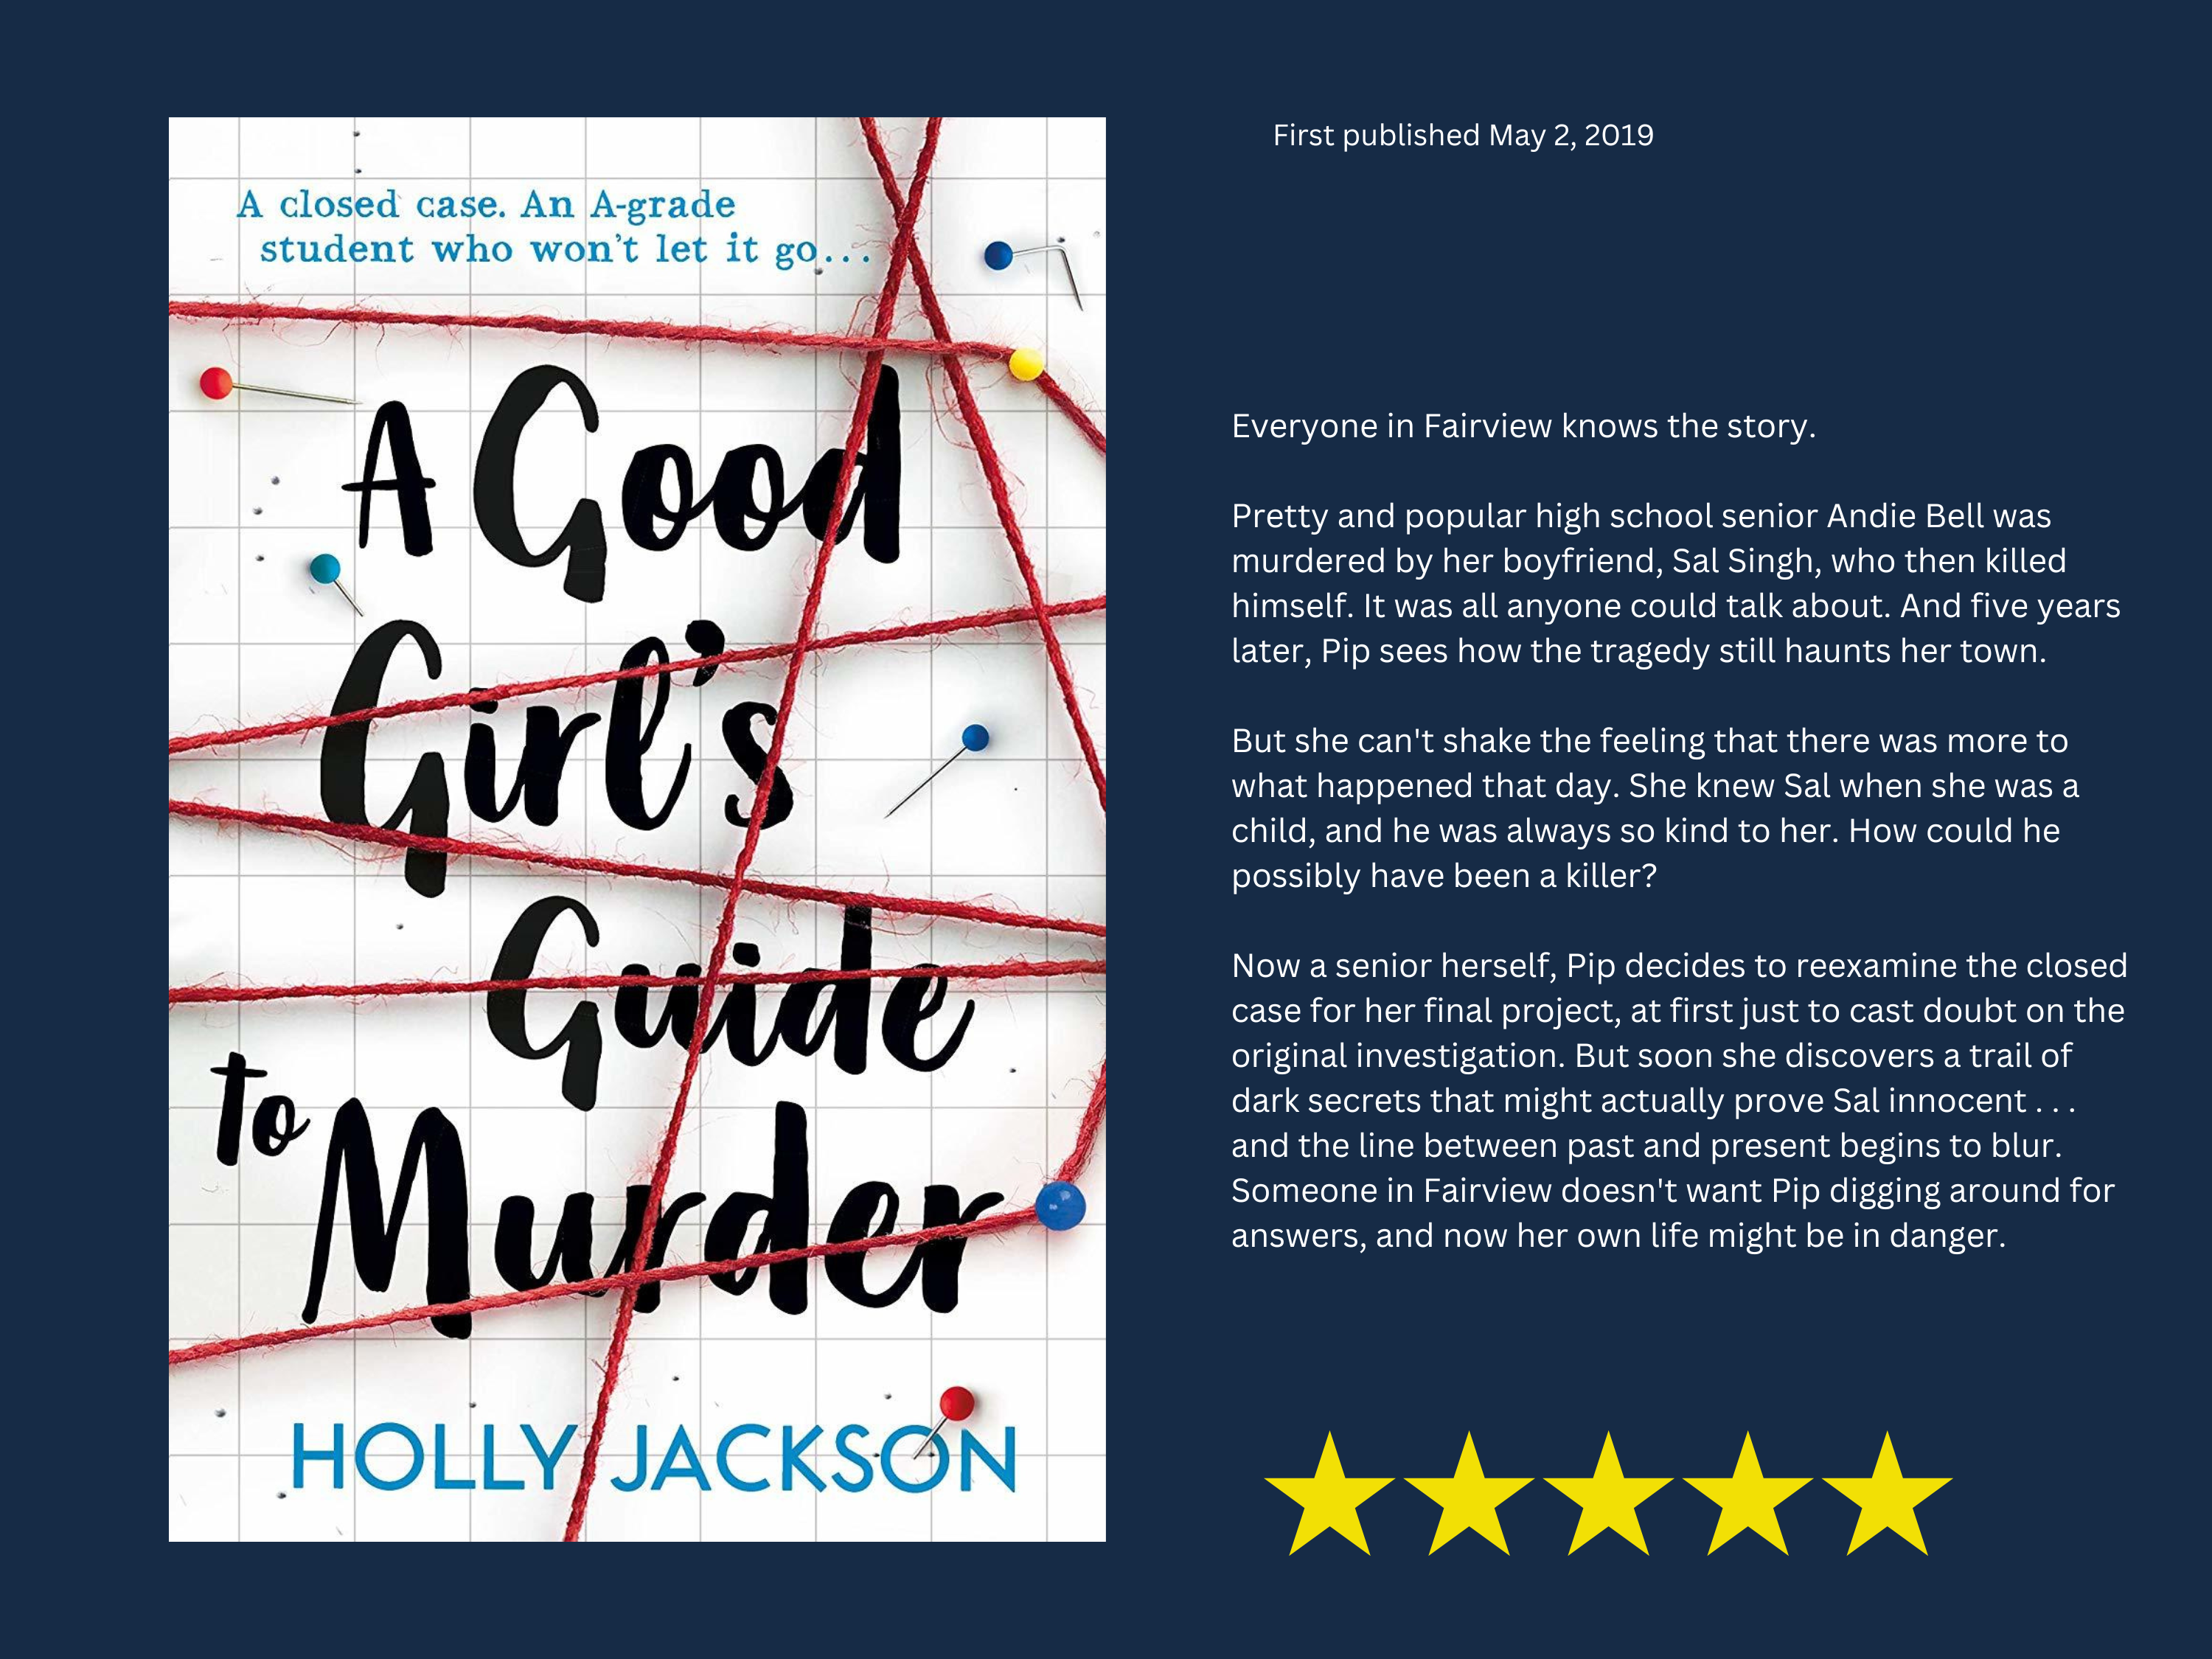 A closed case. An A-grade
student who won't let it go...
A Good
Girl's
Guide
to
Murder
HOLLY JACKSON
First published May 2, 2019
Everyone in Fairview knows the story.
Pretty and popular high school senior Andie Bell was
murdered by her boyfriend, Sal Singh, who then killed
himself. It was all anyone could talk about. And five years
later, Pip sees how the tragedy still haunts her town.
But she can't shake the feeling that there was more to
what happened that day. She knew Sal when she was a
child, and he was always so kind to her. How could he
possibly have been a killer?
Now a senior herself, Pip decides to reexamine the closed
case for her final project, at first just to cast doubt on the
original investigation. But soon she discovers a trail of
dark secrets that might actually prove Sal innocent . . .
and the line between past and present begins to blur.
Someone in Fairview doesn't want Pip digging around for
answers, and now her own life might be in danger.